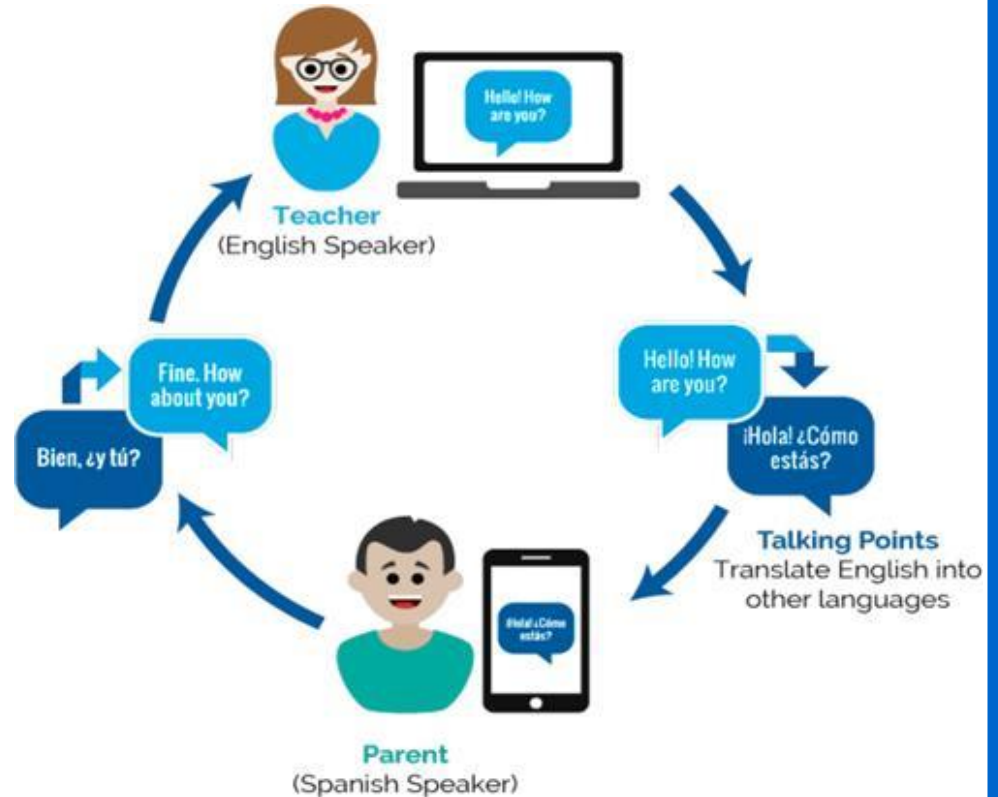 Hello! How
are you?
Teacher
(English Speaker)
Hello! How
are you?
¡Hola! ¿Cómo
estás?
Talking Points
Translate English into
other languages
¡Hola! ¿Cómo
estás?
Parent
(Spanish Speaker)
Bien, ¿y tú?
Fine. How
about you?